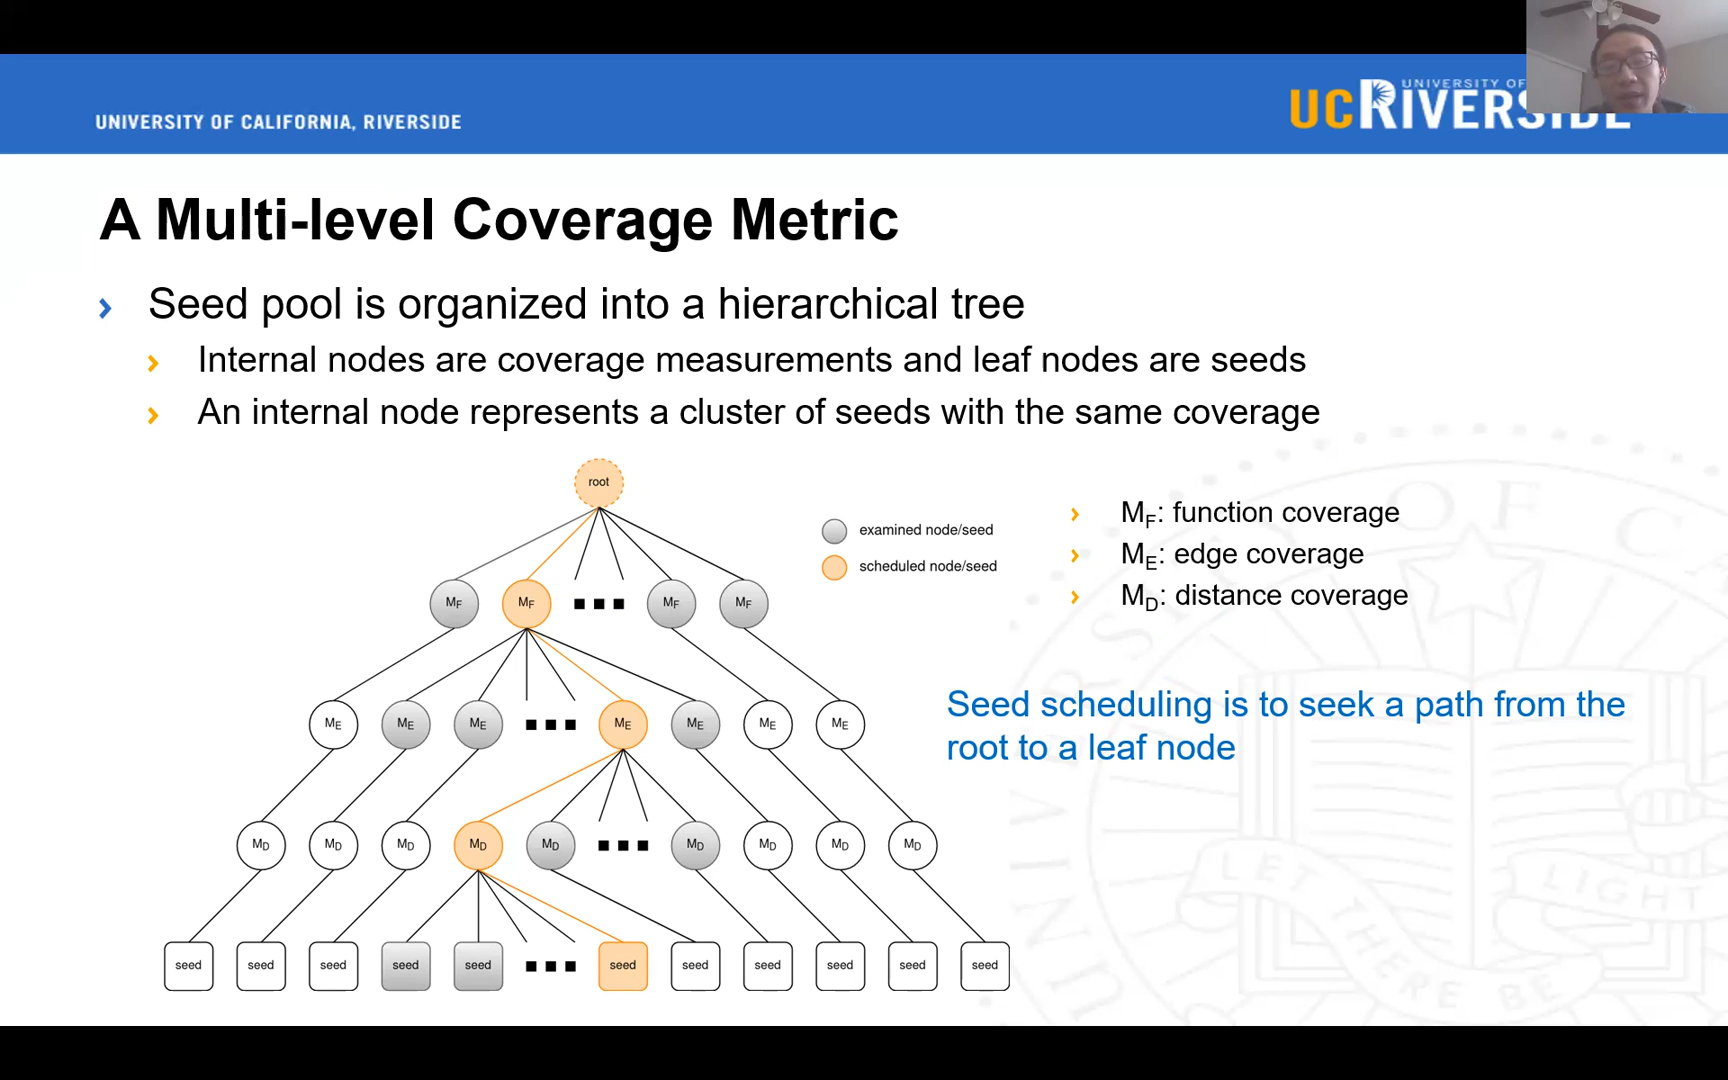 UNIVERSITY OF CALIFORNIA, RIVERSIDE
UNIVERSITY OF
UCRIVERSIDE
A Multi-level Coverage Metric
› Seed pool is organized into a hierarchical tree
› Internal nodes are coverage measurements and leaf nodes are seeds
› An internal node represents a cluster of seeds with the same coverage
root
examined node/seed
scheduled node/seed
› MF: function coverage
› ME: edge coverage
› MD: distance coverage
MF MF MF MF
Seed scheduling is to seek a path from the
root to a leaf node
ME ME ME ME ME ME ME
MD MD MD MD MD MD MD MD MD
seed seed seed seed seed seed seed seed seed seed seed
LET THERE BE LIGHT